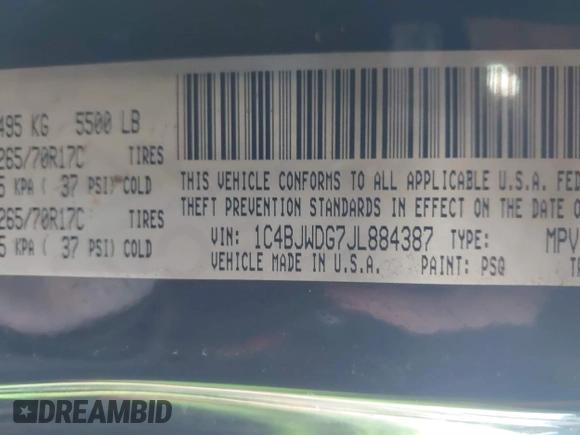 495 KG 5500 LB
265/70R17C TIRES
5 KPA ( 37 PSI) COLD
265/70R17C TIRES
5 KPA ( 37 PSI) COLD
THIS VEHICLE CONFORMS TO ALL APPLICABLE U.S.A. FED
THEFT PREVENTION STANDARDS IN EFFECT ON THE DATE O
VIN: 1C4BJWDG7JL884387 TYPE: MPV
VEHICLE MADE IN U.S.A. PAINT: PSQ
DREAMBID